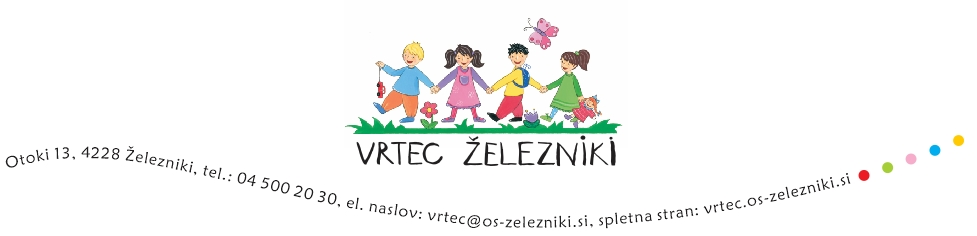 VRTEC ŽELEZNIKI
Otoki 13, 4228 Železniki, tel.: 04 500 20 30, el. naslov: vrtec@os-zelezniki.si, spletna stran: vrtec.os-zelezniki.si